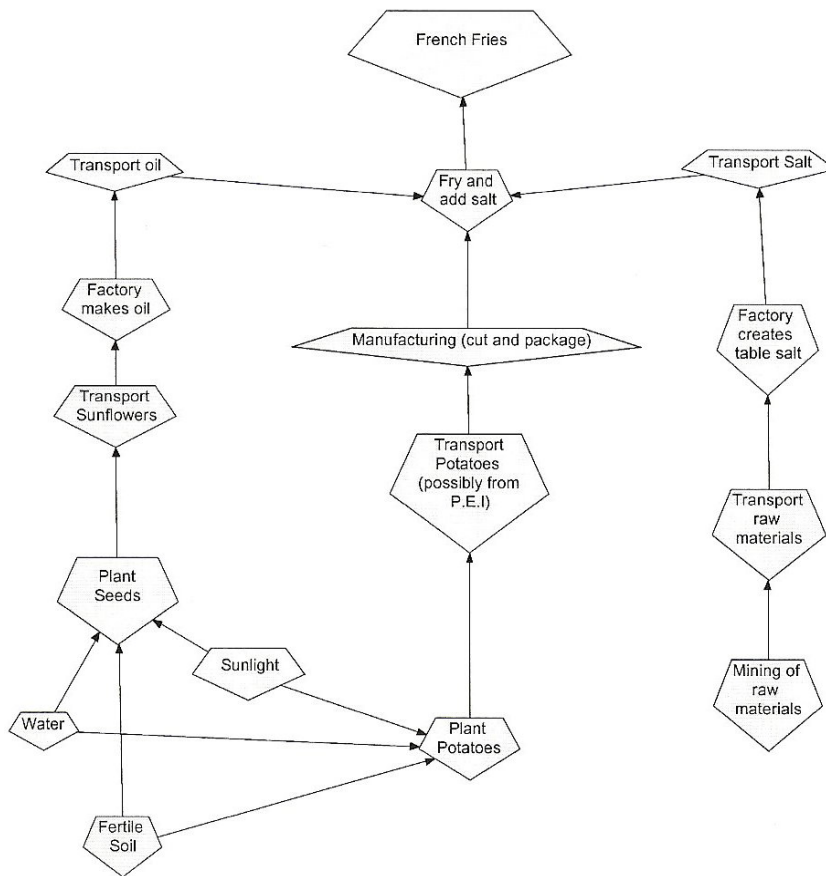 French Fries
Transport oil
Fry and
add salt
Transport Salt
Factory
makes oil
Manufacturing (cut and package)
Factory
creates
table salt
Transport
Sunflowers
Transport
Potatoes
(possibly from
P.E.I)
Transport
raw
materials
Plant
Seeds
Sunlight
Mining of
raw
materials
Water
Plant
Potatoes
Fertile
Soil